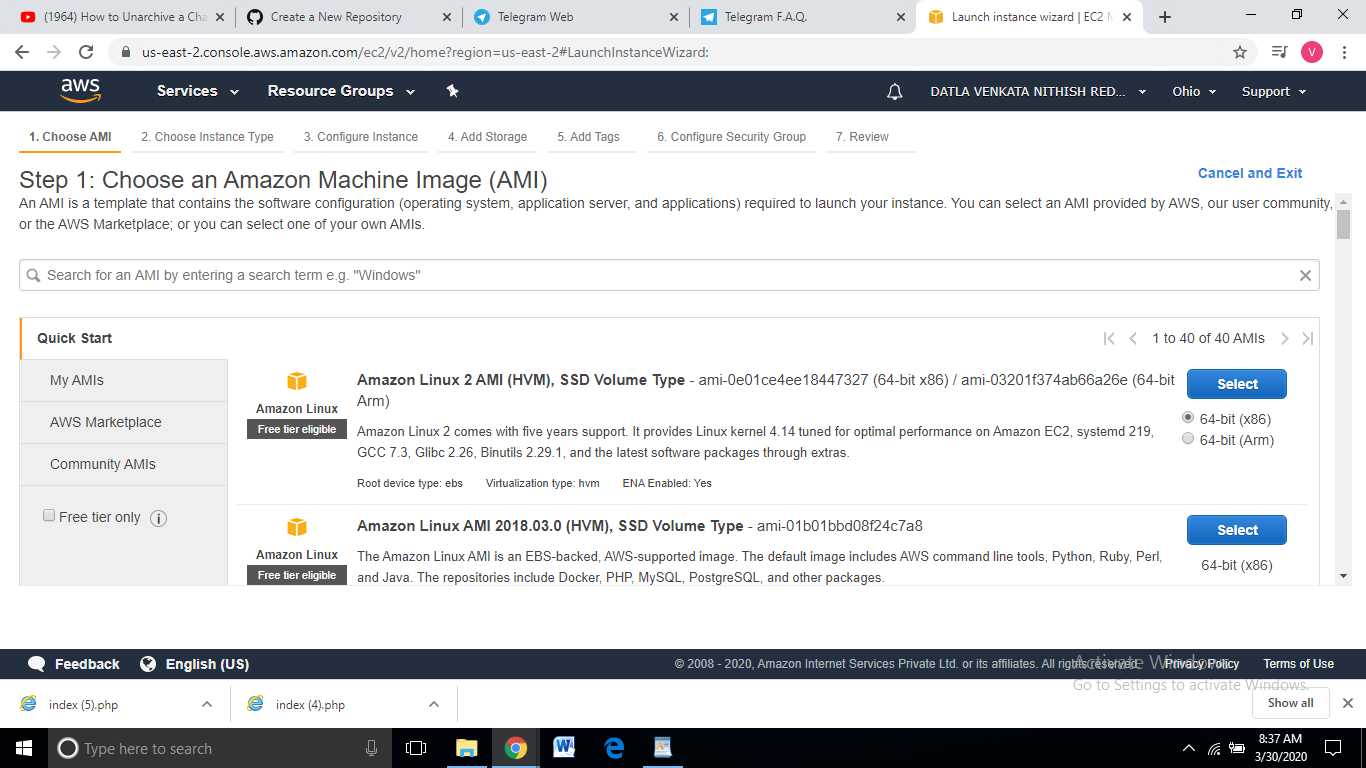 (1964) How to Unarchive a Cha
Create a New Repository
Telegram Web
Telegram F.A.Q.
Launch instance wizard | EC2 M
us-east-2.console.aws.amazon.com/ec2/v2/home?region=us-east-2#LaunchInstanceWizard:
V
aws Services Resource Groups DATLA VENKATA NITHISH RED... Ohio Support
1. Choose AMI 2. Choose Instance Type 3. Configure Instance 4. Add Storage 5. Add Tags 6. Configure Security Group 7. Review
Step 1: Choose an Amazon Machine Image (AMI)
Cancel and Exit
An AMI is a template that contains the software configuration (operating system, application server, and applications) required to launch your instance. You can select an AMI provided by AWS, our user community,
or the AWS Marketplace; or you can select one of your own AMIs.
Search for an AMI by entering a search term e.g. "Windows"
Quick Start
1 to 40 of 40 AMIs
My AMIs
AWS Marketplace
Community AMIs
Free tier only
Amazon Linux
Free tier eligible
Amazon Linux 2 AMI (HVM), SSD Volume Type - ami-0e01ce4ee18447327 (64-bit x86) / ami-03201f374ab66a26e (64-bit
Arm)
Amazon Linux 2 comes with five years support. It provides Linux kernel 4.14 tuned for optimal performance on Amazon EC2, systemd 219,
GCC 7.3, Glibc 2.26, Binutils 2.29.1, and the latest software packages through extras.
Root device type: ebs Virtualization type: hvm ENA Enabled: Yes
Select
64-bit (x86)
64-bit (Arm)
Amazon Linux
Free tier eligible
Amazon Linux AMI 2018.03.0 (HVM), SSD Volume Type - ami-01b01bbd08f24c7a8
The Amazon Linux AMI is an EBS-backed, AWS-supported image. The default image includes AWS command line tools, Python, Ruby, Perl,
and Java. The repositories include Docker, PHP, MySQL, PostgreSQL, and other packages.
Select
64-bit (x86)
Feedback English (US) © 2008 - 2020, Amazon Internet Services Private Ltd. or its affiliates. All rights reserved. Privacy Policy Terms of Use
Activate Windows
Go to Settings to activate Windows.
index (5).php
index (4).php
Show all
Type here to search
8:37 AM
3/30/2020